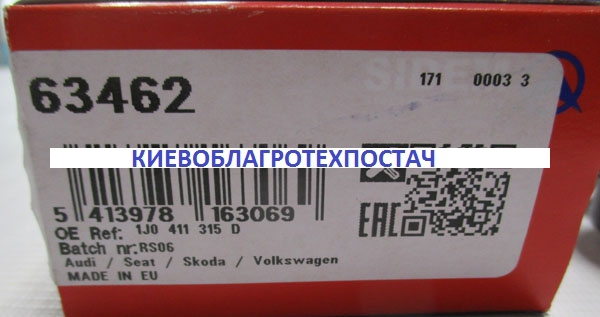 63462
171 0003 3
КИЕВОБЛАГРОТЕХПОСТАЧ
5 413978 163069
OE Ref: 1J0 411 315 D
Batch nr: RS06
Audi / Seat / Skoda / Volkswagen
MADE IN EU
EAC